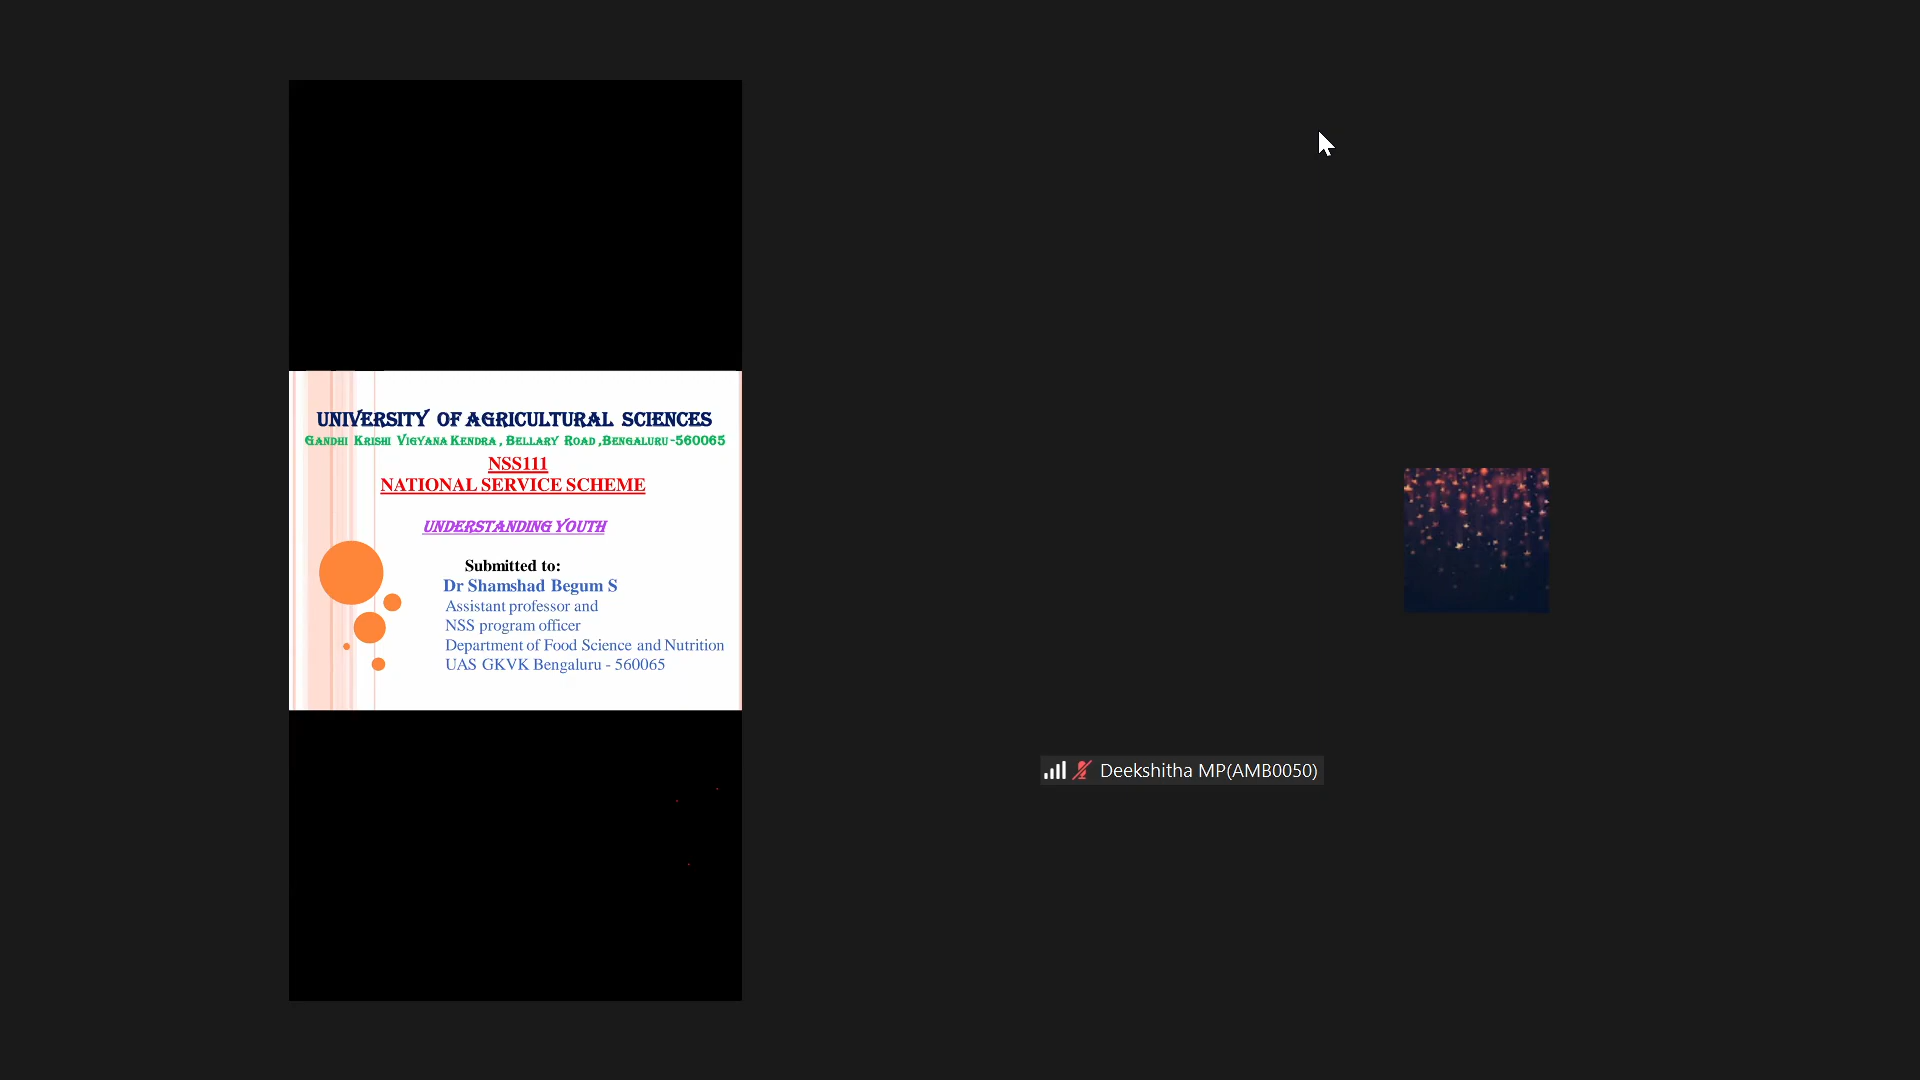 UNIVERSITY OF AGRICULTURAL SCIENCES
GANDHI KRISHI VIGYANA KENDRA , BELLARY ROAD ,BENGALURU -560065
NSS111
NATIONAL SERVICE SCHEME
UNDERSTANDING YOUTH
Submitted to:
Dr Shamshad Begum S
Assistant professor and
NSS program officer
Department of Food Science and Nutrition
UAS GKVK Bengaluru - 560065
Deekshitha MP(AMB0050)